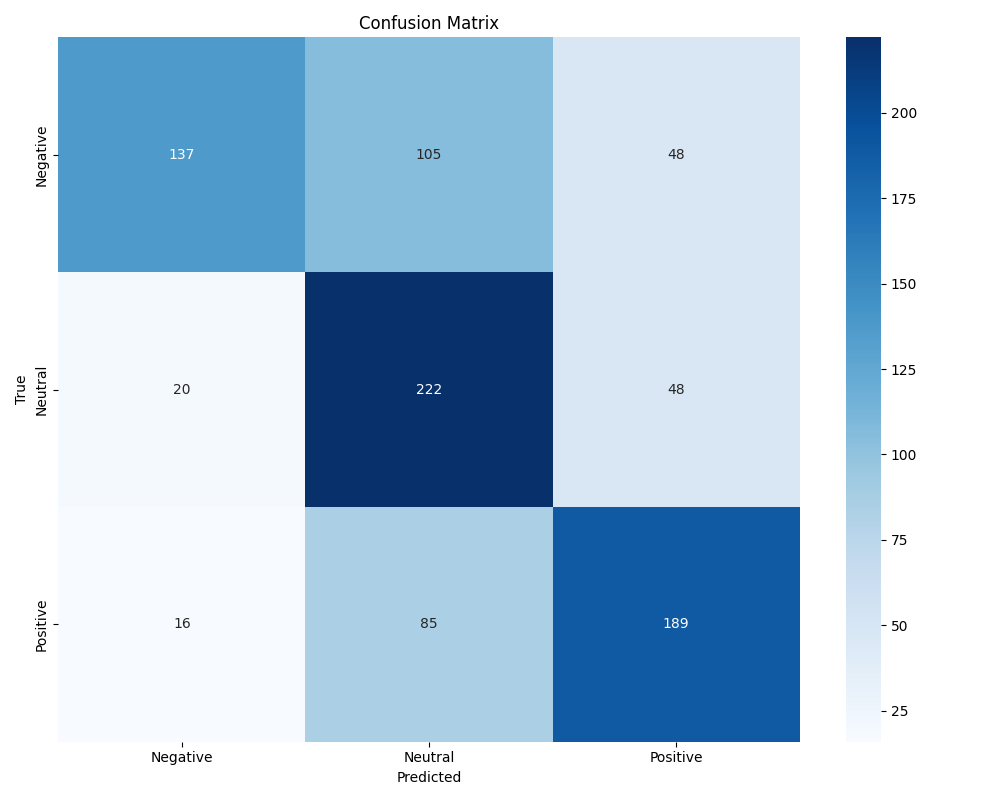 Confusion Matrix
Negative
137
105
48
True
Neutral
20
222
48
Positive
16
85
189
Negative
Neutral
Positive
Predicted
200
175
150
125
100
75
50
25